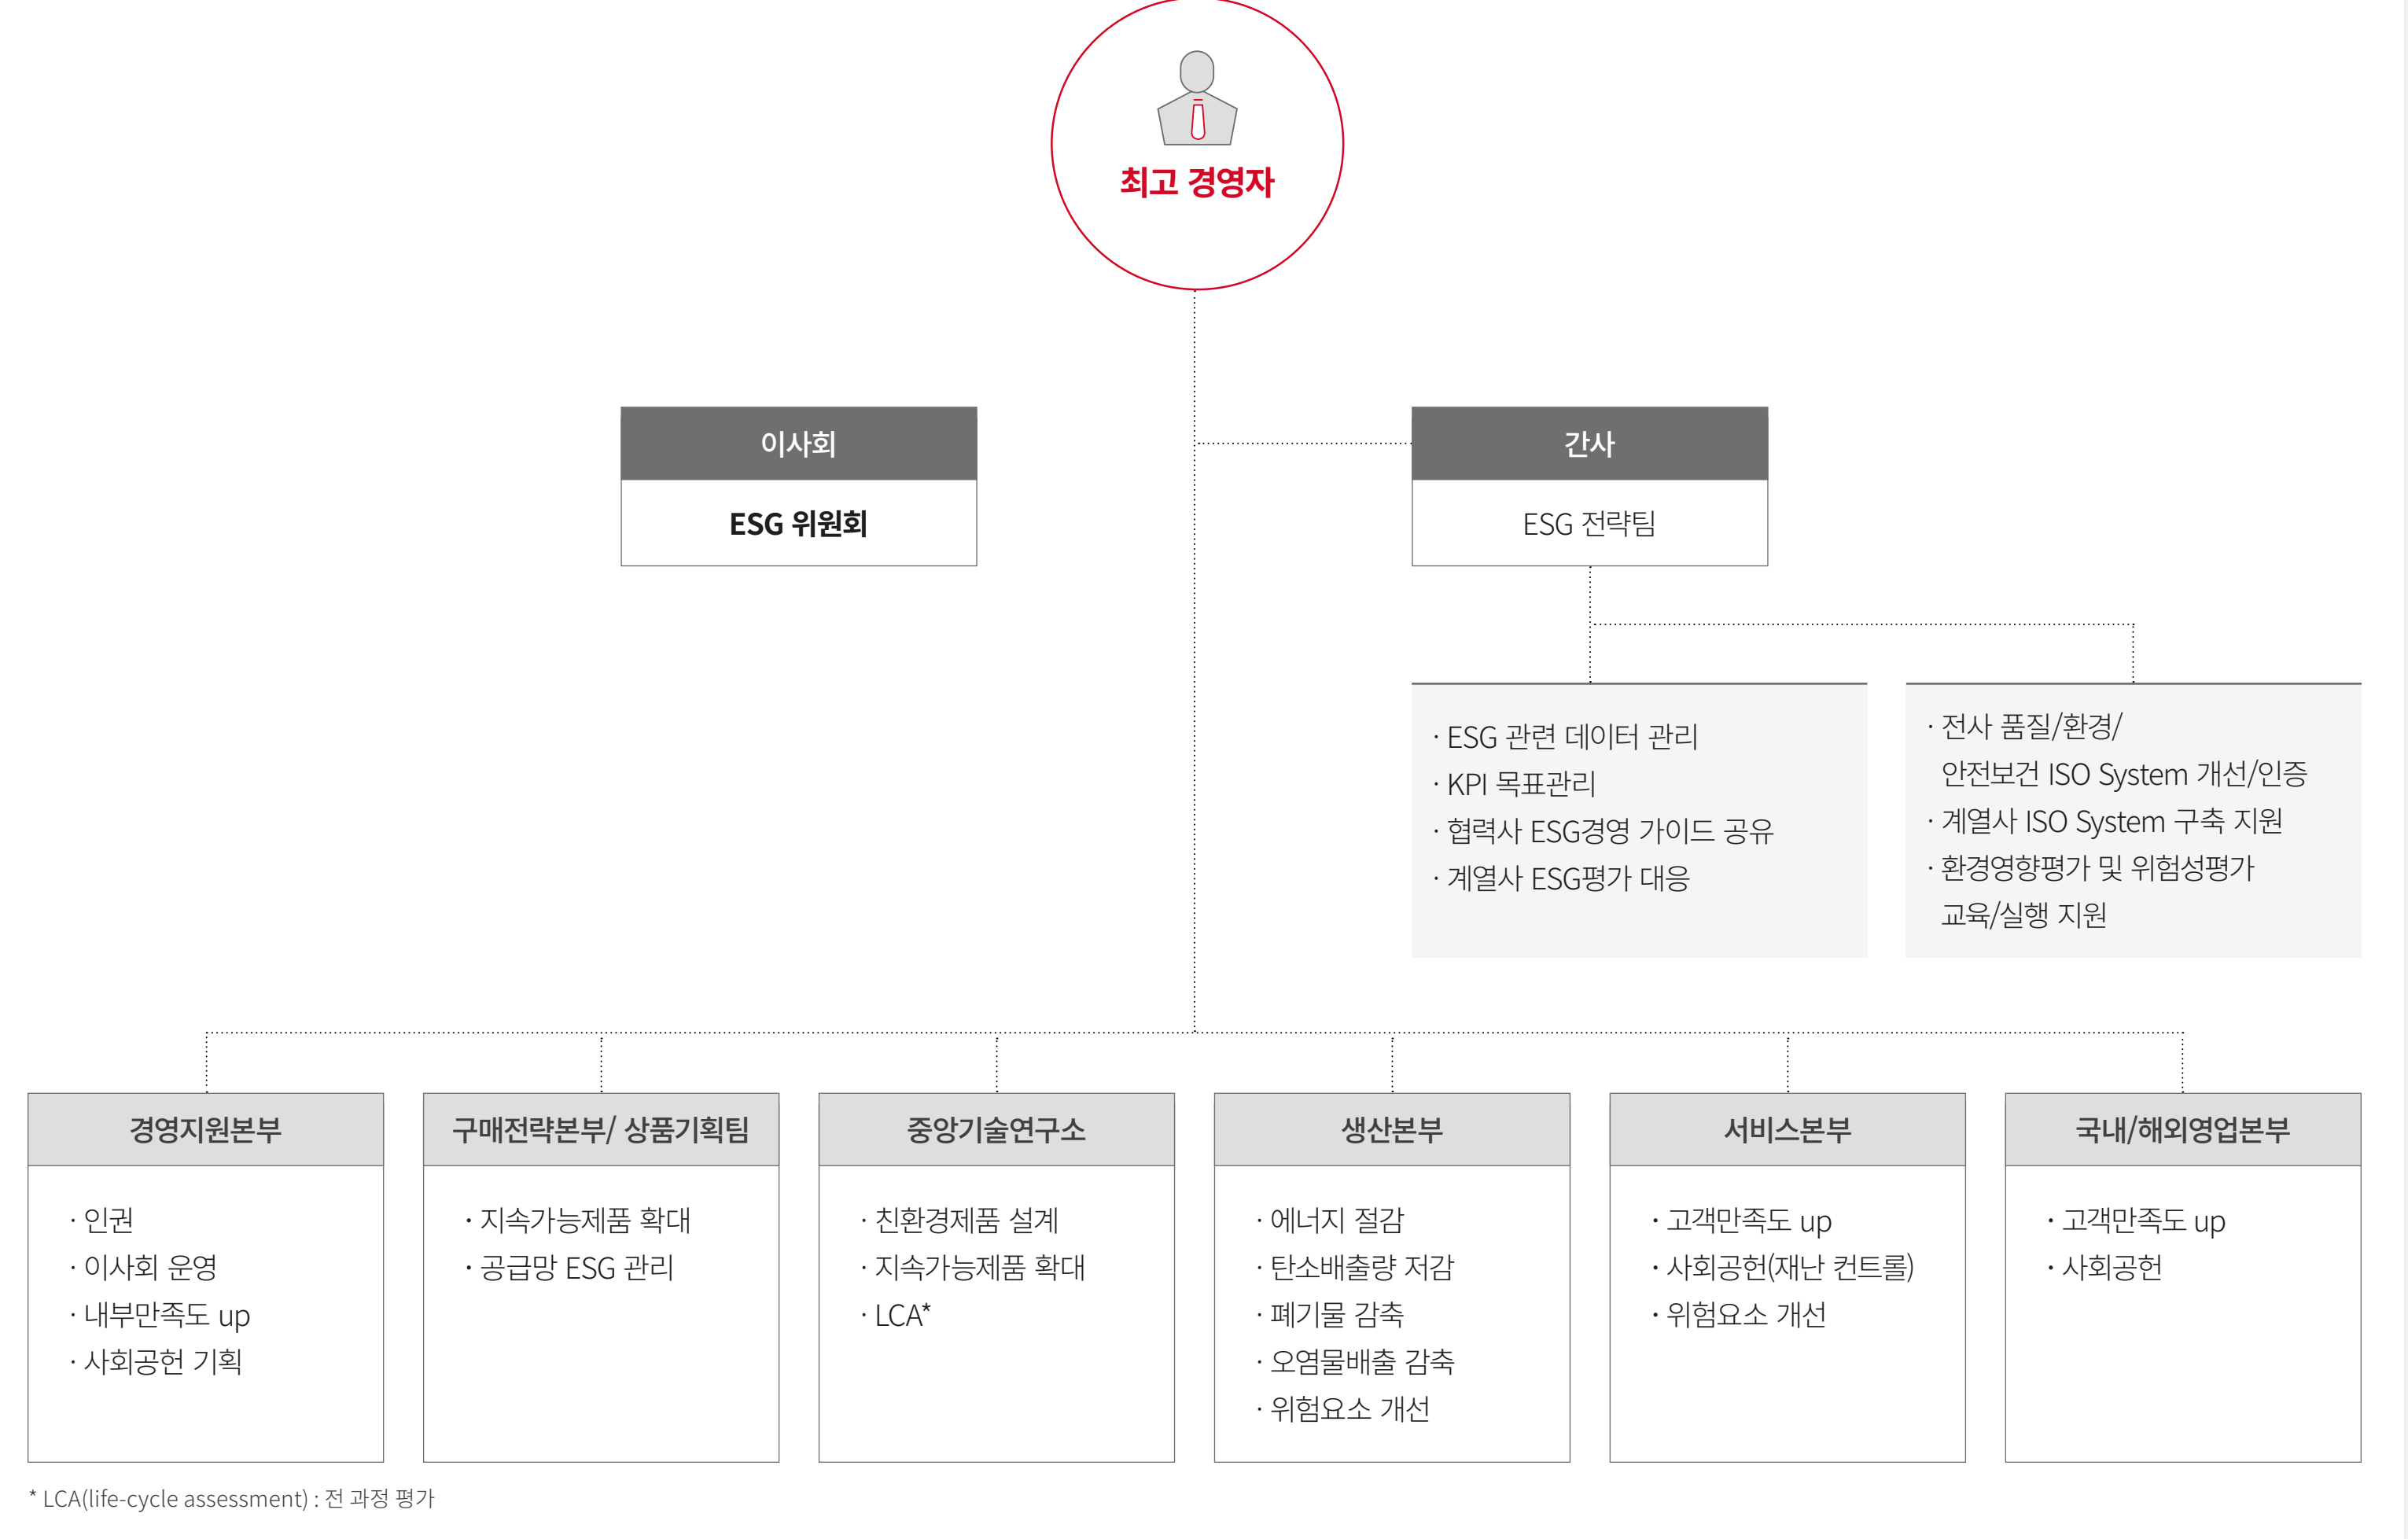 최고 경영자
이사회
ESG 위원회
간사
ESG 전략팀
· ESG 관련 데이터 관리
· KPI 목표관리
· 협력사 ESG경영 가이드 공유
· 계열사 ESG평가 대응
· 전사 품질/환경/
안전보건 ISO System 개선/인증
· 계열사 ISO System 구축 지원
· 환경영향평가 및 위험성평가
교육/실행 지원
경영지원본부
· 인권
· 이사회 운영
· 내부만족도 up
· 사회공헌 기획
구매전략본부/ 상품기획팀
· 지속가능제품 확대
· 공급망 ESG 관리
중앙기술연구소
· 친환경제품 설계
· 지속가능제품 확대
· LCA*
생산본부
· 에너지 절감
· 탄소배출량 저감
· 폐기물 감축
· 오염물배출 감축
· 위험요소 개선
서비스본부
· 고객만족도 up
· 사회공헌(재난 컨트롤)
· 위험요소 개선
국내/해외영업본부
· 고객만족도 up
· 사회공헌
* LCA(life-cycle assessment) : 전 과정 평가